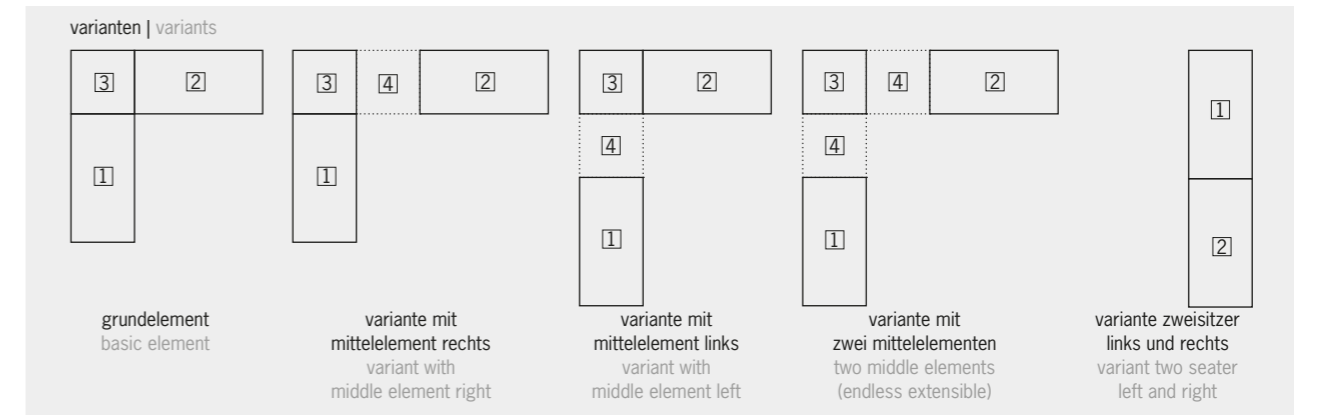 varianten | variants
3 2
1
3 4 2
1
3 2
4
1
3 4 2
4
1
1
2
grundelement
basic element
variante mit
mittelelement rechts
variant with
middle element right
variante mit
mittelelement links
variant with
middle element left
variante mit
zwei mittelelementen
two middle elements
(endless extensible)
variante zweisitzer
links und rechts
variant two seater
left and right